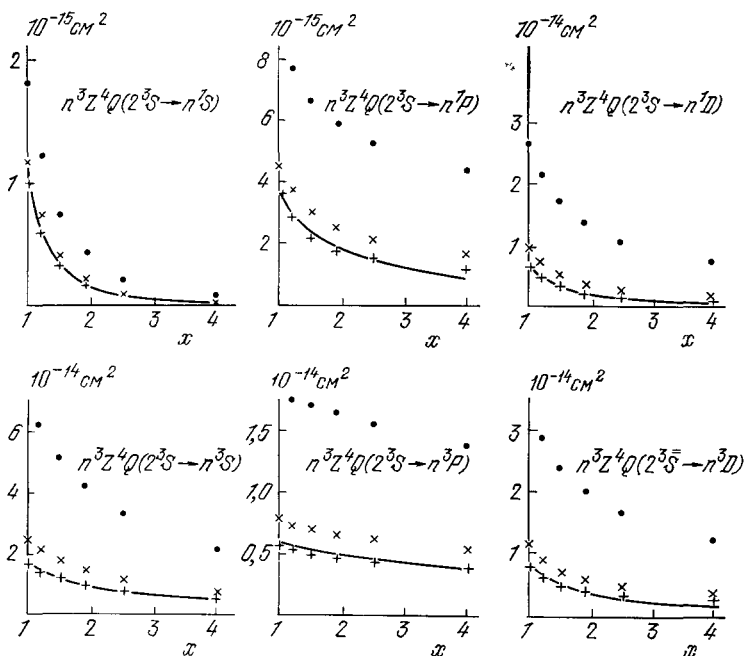 10⁻¹⁵см²
2
1
n³Z⁴Q(2³S→n¹S)
1 2 3 4
x
10⁻¹⁵см²
8
6
4
2
n³Z⁴Q(2³S→n¹P)
1 2 3 4
x
10⁻¹⁴см²
3
2
1
n³Z⁴Q(2³S→n¹D)
1 2 3 4
x
10⁻¹⁴см²
6
4
2
n³Z⁴Q(2³S→n³S)
1 2 3 4
x
10⁻¹⁴см²
1,5
1,0
0,5
n³Z⁴Q(2³S→n³P)
1 2 3 4
x
10⁻¹⁴см²
3
2
1
n³Z⁴Q(2³S̿→n³D)
1 2 3 4
x